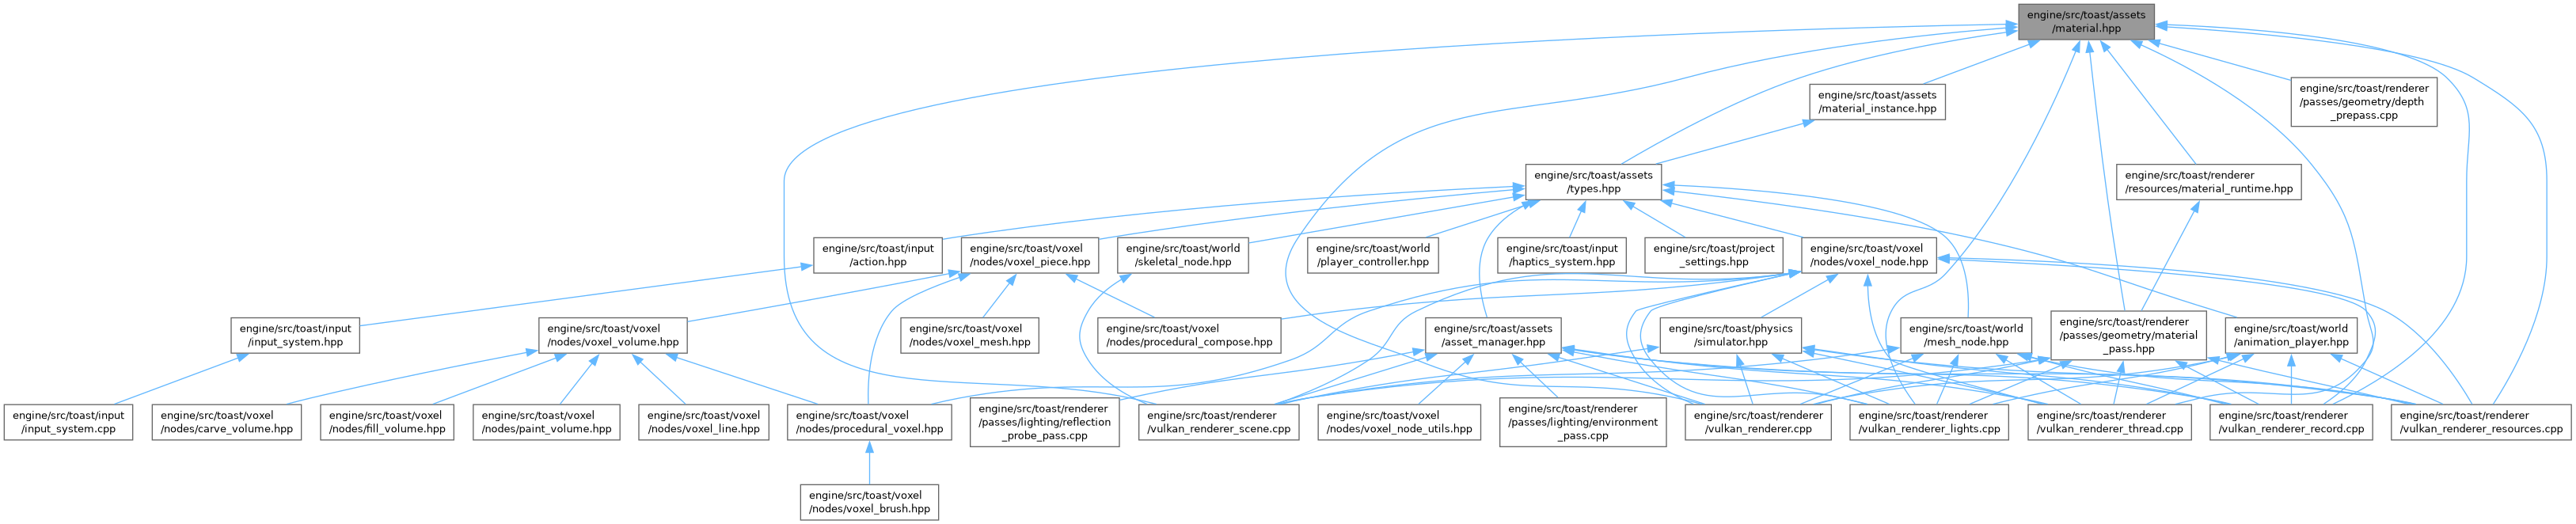 engine/src/toast/assets
/material.hpp
engine/src/toast/renderer
/passes/geometry/depth
_prepass.cpp
engine/src/toast/assets
/material_instance.hpp
engine/src/toast/assets
/types.hpp
engine/src/toast/renderer
/resources/material_runtime.hpp
engine/src/toast/input
/action.hpp
engine/src/toast/voxel
/nodes/voxel_piece.hpp
engine/src/toast/world
/skeletal_node.hpp
engine/src/toast/world
/player_controller.hpp
engine/src/toast/input
/haptics_system.hpp
engine/src/toast/project
_settings.hpp
engine/src/toast/voxel
/nodes/voxel_node.hpp
engine/src/toast/input
/input_system.hpp
engine/src/toast/voxel
/nodes/voxel_volume.hpp
engine/src/toast/voxel
/nodes/voxel_mesh.hpp
engine/src/toast/voxel
/nodes/procedural_compose.hpp
engine/src/toast/assets
/asset_manager.hpp
engine/src/toast/physics
/simulator.hpp
engine/src/toast/world
/mesh_node.hpp
engine/src/toast/renderer
/passes/geometry/material
_pass.hpp
engine/src/toast/world
/animation_player.hpp
engine/src/toast/input
/input_system.cpp
engine/src/toast/voxel
/nodes/carve_volume.hpp
engine/src/toast/voxel
/nodes/fill_volume.hpp
engine/src/toast/voxel
/nodes/paint_volume.hpp
engine/src/toast/voxel
/nodes/voxel_line.hpp
engine/src/toast/voxel
/nodes/procedural_voxel.hpp
engine/src/toast/renderer
/passes/lighting/reflection
_probe_pass.cpp
engine/src/toast/renderer
/vulkan_renderer_scene.cpp
engine/src/toast/voxel
/nodes/voxel_node_utils.hpp
engine/src/toast/renderer
/passes/lighting/environment
_pass.cpp
engine/src/toast/renderer
/vulkan_renderer.cpp
engine/src/toast/renderer
/vulkan_renderer_lights.cpp
engine/src/toast/renderer
/vulkan_renderer_thread.cpp
engine/src/toast/renderer
/vulkan_renderer_record.cpp
engine/src/toast/renderer
/vulkan_renderer_resources.cpp
engine/src/toast/voxel
/nodes/voxel_brush.hpp